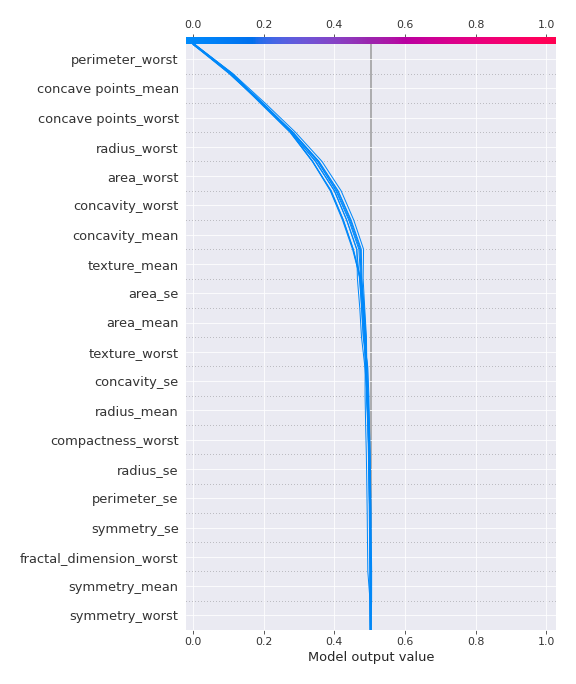 0.0 0.2 0.4 0.6 0.8 1.0
perimeter_worst
concave points_mean
concave points_worst
radius_worst
area_worst
concavity_worst
concavity_mean
texture_mean
area_se
area_mean
texture_worst
concavity_se
radius_mean
compactness_worst
radius_se
perimeter_se
symmetry_se
fractal_dimension_worst
symmetry_mean
symmetry_worst
0.0 0.2 0.4 0.6 0.8 1.0
Model output value